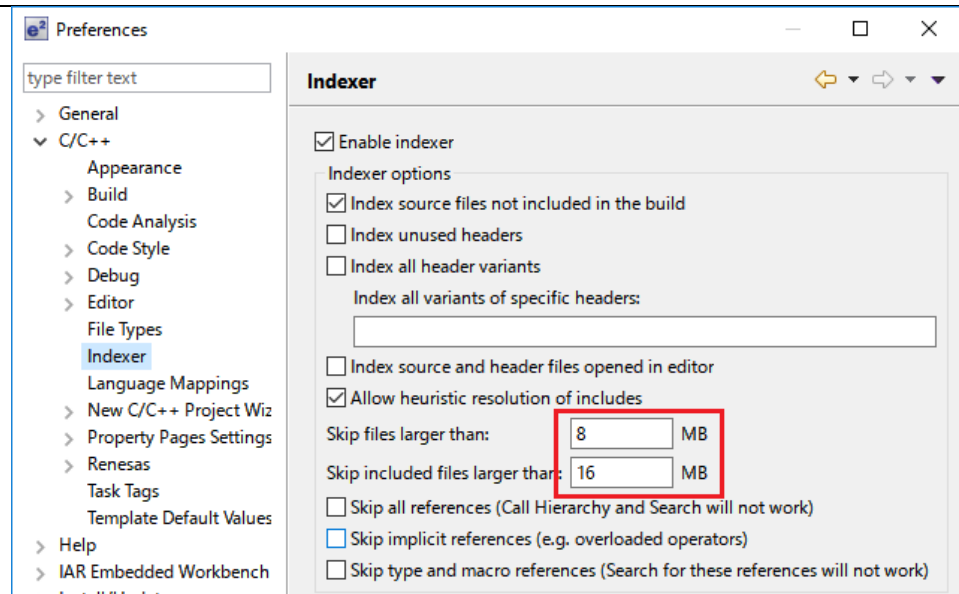 e² Preferences
type filter text
Indexer
General
C/C++
Appearance
Build
Code Analysis
Code Style
Debug
Editor
File Types
Indexer
Language Mappings
New C/C++ Project Wiz
Property Pages Settings
Renesas
Task Tags
Template Default Values
Help
IAR Embedded Workbench
Enable indexer
Indexer options
Index source files not included in the build
Index unused headers
Index all header variants
Index all variants of specific headers:
Index source and header files opened in editor
Allow heuristic resolution of includes
Skip files larger than: 8 MB
Skip included files larger than: 16 MB
Skip all references (Call Hierarchy and Search will not work)
Skip implicit references (e.g. overloaded operators)
Skip type and macro references (Search for these references will not work)